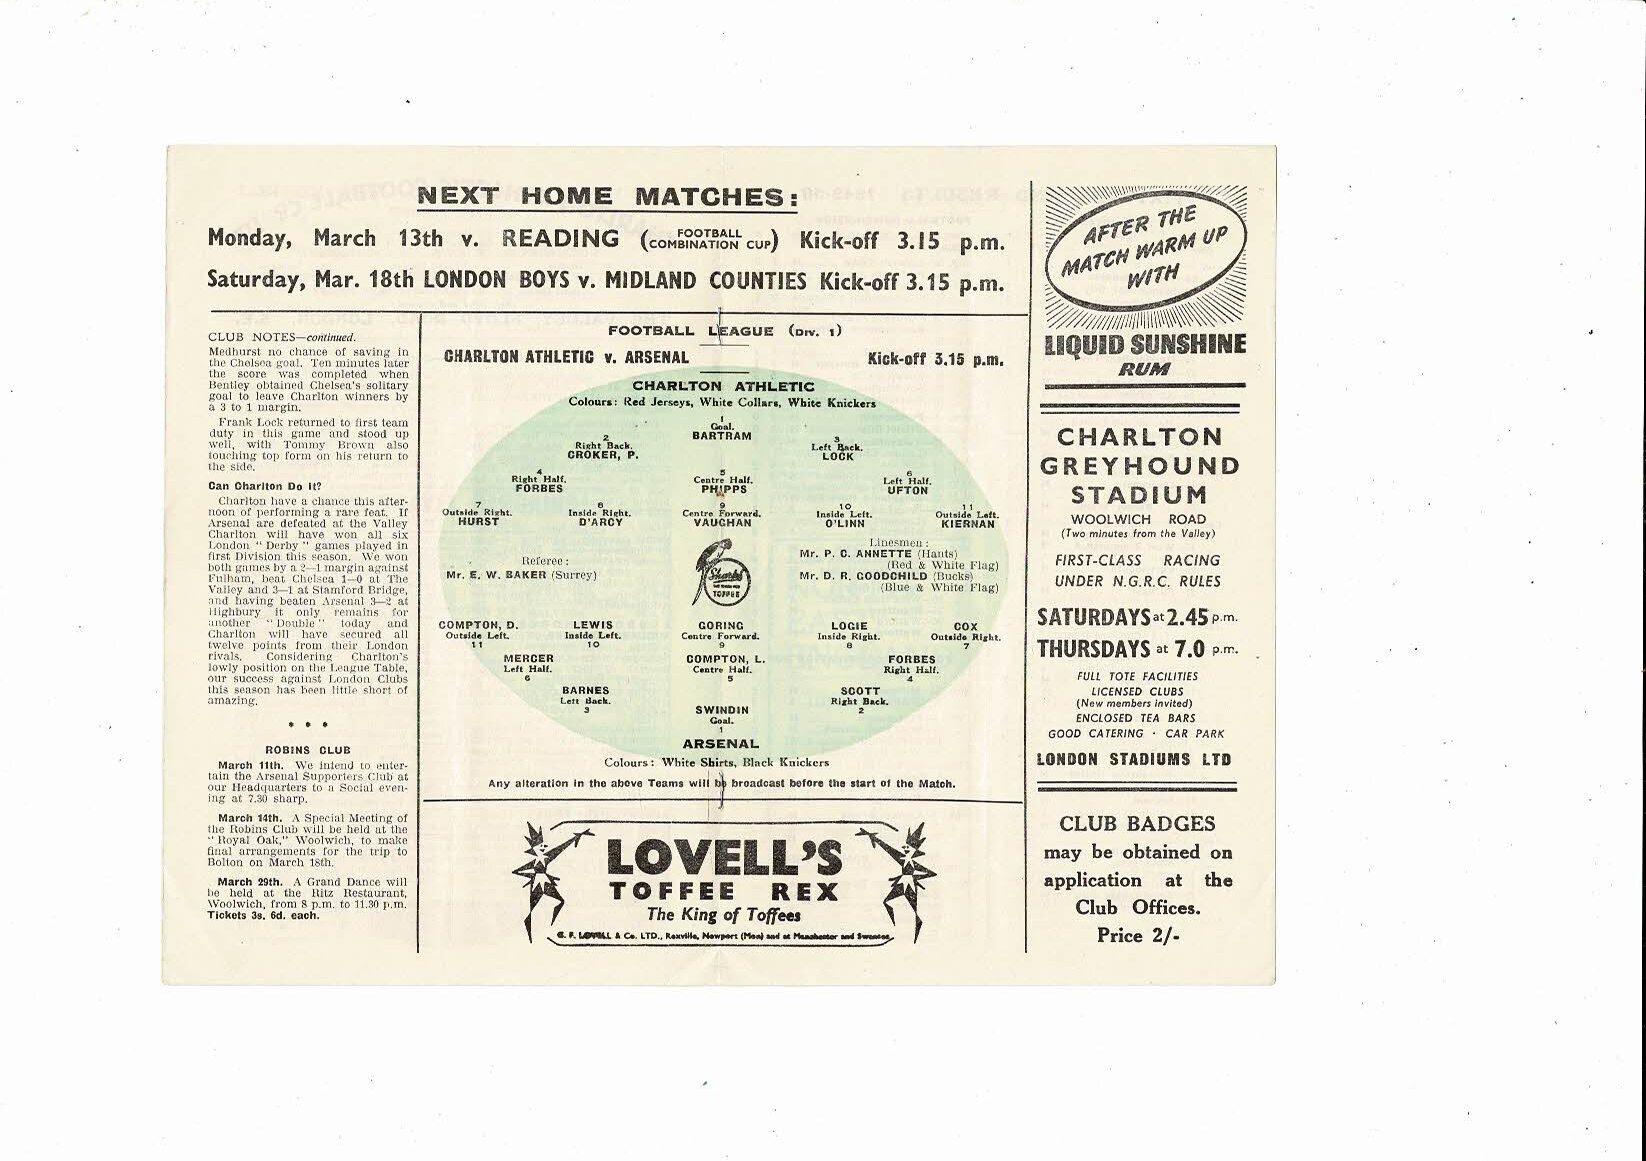 NEXT HOME MATCHES:
Monday, March 13th v. READING (FOOTBALL COMBINATION CUP) Kick-off 3.15 p.m.
Saturday, Mar. 18th LONDON BOYS v. MIDLAND COUNTIES Kick-off 3.15 p.m.
CLUB NOTES—continued.
Medhurst no chance of saving in
the Chelsea goal. Ten minutes later
the score was completed when
Bentley obtained Chelsea's solitary
goal to leave Charlton winners by
a 3 to 1 margin.
Frank Lock returned to first team
duty in this game and stood up
well, with Tommy Brown also
touching top form on his return to
the side.
Can Charlton Do It?
Charlton have a chance this after-
noon of performing a rare feat. If
Arsenal are defeated at the Valley
Charlton will have won all six
London " Derby " games played in
first Division this season. We won
both games by a 2—1 margin against
Fulham, beat Chelsea 1—0 at The
Valley and 3—1 at Stamford Bridge,
and having beaten Arsenal 3—2 at
Highbury it only remains for
another " Double " today and
Charlton will have secured all
twelve points from their London
rivals. Considering Charlton's
lowly position on the League Table,
our success against London Clubs
this season has been little short of
amazing.
* * *
ROBINS CLUB
March 11th. We intend to enter-
tain the Arsenal Supporters Club at
our Headquarters to a Social even-
ing at 7.30 sharp.
March 14th. A Special Meeting of
the Robins Club will be held at the
" Royal Oak," Woolwich, to make
final arrangements for the trip to
Bolton on March 18th.
March 29th. A Grand Dance will
be held at the Ritz Restaurant,
Woolwich, from 8 p.m. to 11.30 p.m.
Tickets 3s. 6d. each.
FOOTBALL LEAGUE (DIV. 1)
CHARLTON ATHLETIC v. ARSENAL Kick-off 3.15 p.m.
CHARLTON ATHLETIC
Colours: Red Jerseys, White Collars, White Knickers
1
Goal.
BARTRAM
2 3
Right Back. Left Back.
CROKER, P. LOCK
4 5 6
Right Half. Centre Half. Left Half.
FORBES PHIPPS UFTON
7 8 9 10 11
Outside Right. Inside Right. Centre Forward. Inside Left. Outside Left.
HURST D'ARCY VAUGHAN O'LINN KIERNAN
Referee :
Mr. E. W. BAKER (Surrey)
Sharps
TOFFEE
Linesmen :
Mr. P. C. ANNETTE (Hants)
(Red & White Flag)
Mr. D. R. GOODCHILD (Bucks)
(Blue & White Flag)
COMPTON, D. LEWIS GORING LOGIE COX
Outside Left. Inside Left. Centre Forward. Inside Right. Outside Right.
11 10 9 8 7
MERCER COMPTON, L. FORBES
Left Half. Centre Half. Right Half.
6 5 4
BARNES SCOTT
Left Back. Right Back.
3 2
SWINDIN
Goal.
1
ARSENAL
Colours: White Shirts, Black Knickers
Any alteration in the above Teams will be broadcast before the start of the Match.
LOVELL'S
TOFFEE REX
The King of Toffees
G. F. LOVELL & Co. LTD., Rexville, Newport (Mon) and at Manchester and Swansea.
AFTER THE
MATCH WARM UP
WITH
LIQUID SUNSHINE
RUM
CHARLTON
GREYHOUND
STADIUM
WOOLWICH ROAD
(Two minutes from the Valley)
FIRST-CLASS RACING
UNDER N.G.R.C. RULES
SATURDAYS at 2.45 p.m.
THURSDAYS at 7.0 p.m.
FULL TOTE FACILITIES
LICENSED CLUBS
(New members invited)
ENCLOSED TEA BARS
GOOD CATERING · CAR PARK
LONDON STADIUMS LTD
CLUB BADGES
may be obtained on
application at the
Club Offices.
Price 2/-